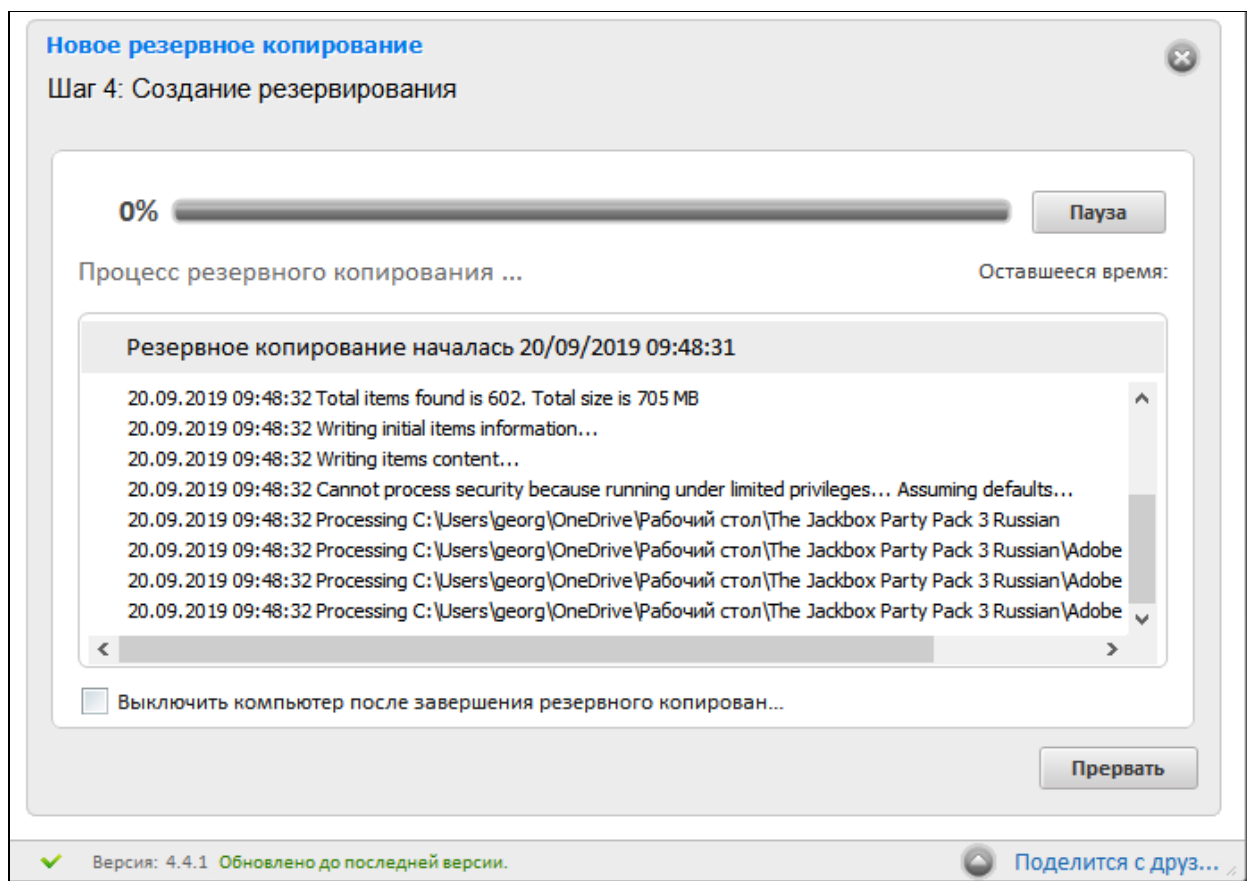 Новое резервное копирование
Шаг 4: Создание резервирования
0%
Пауза
Процесс резервного копирования ...
Оставшееся время:
Резервное копирование началась 20/09/2019 09:48:31
20.09.2019 09:48:32 Total items found is 602. Total size is 705 MB
20.09.2019 09:48:32 Writing initial items information...
20.09.2019 09:48:32 Writing items content...
20.09.2019 09:48:32 Cannot process security because running under limited privileges... Assuming defaults...
20.09.2019 09:48:32 Processing C:\Users\georg\OneDrive\Рабочий стол\The Jackbox Party Pack 3 Russian
20.09.2019 09:48:32 Processing C:\Users\georg\OneDrive\Рабочий стол\The Jackbox Party Pack 3 Russian\Adobe
20.09.2019 09:48:32 Processing C:\Users\georg\OneDrive\Рабочий стол\The Jackbox Party Pack 3 Russian\Adobe
20.09.2019 09:48:32 Processing C:\Users\georg\OneDrive\Рабочий стол\The Jackbox Party Pack 3 Russian\Adobe
Выключить компьютер после завершения резервного копирован...
Прервать
Версия: 4.4.1 Обновлено до последней версии.
Поделится с друз...